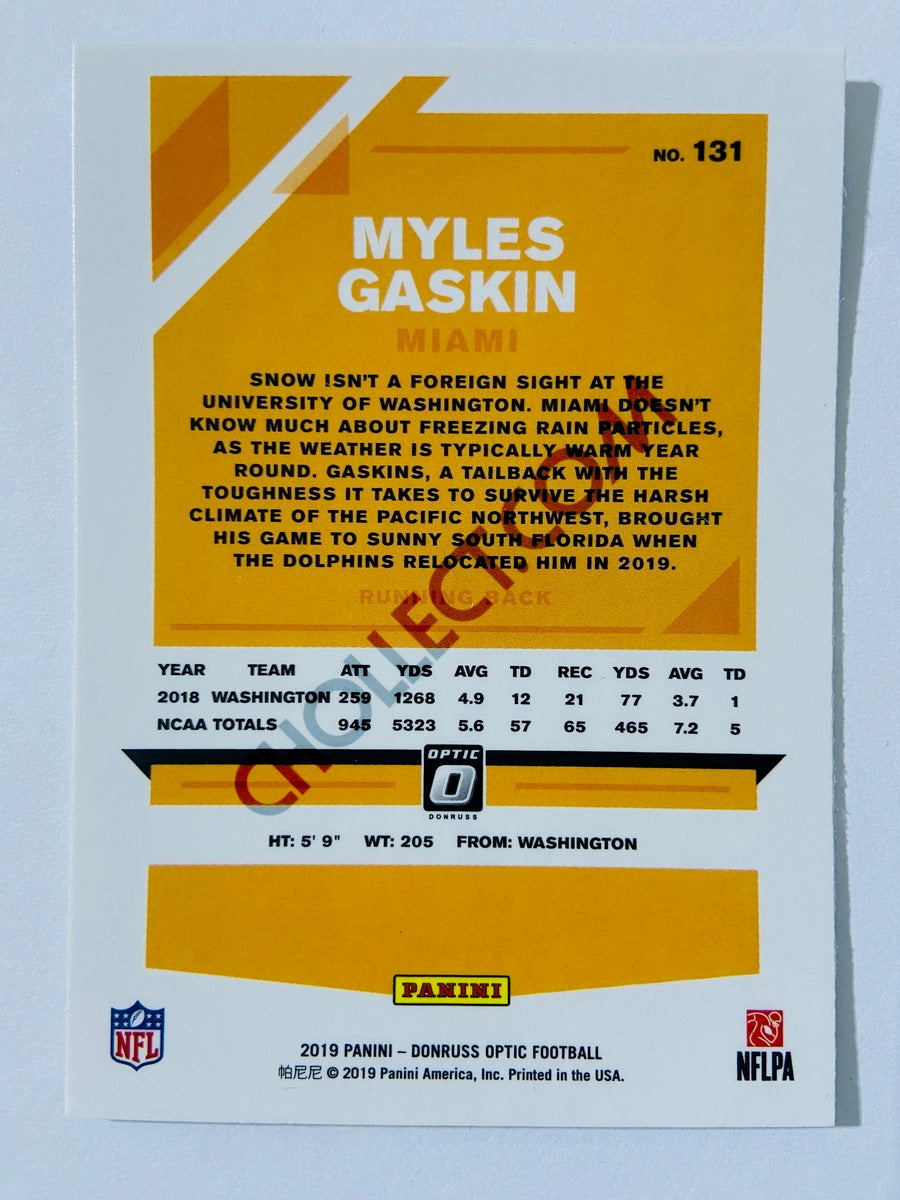 NO. 131
MYLES
GASKIN
MIAMI
SNOW ISN'T A FOREIGN SIGHT AT THE
UNIVERSITY OF WASHINGTON. MIAMI DOESN'T
KNOW MUCH ABOUT FREEZING RAIN PARTICLES,
AS THE WEATHER IS TYPICALLY WARM YEAR
ROUND. GASKINS, A TAILBACK WITH THE
TOUGHNESS IT TAKES TO SURVIVE THE HARSH
CLIMATE OF THE PACIFIC NORTHWEST, BROUGHT
HIS GAME TO SUNNY SOUTH FLORIDA WHEN
THE DOLPHINS RELOCATED HIM IN 2019.
RUNNING BACK
CHOLLECT.COM
YEAR TEAM ATT YDS AVG TD REC YDS AVG TD
2018 WASHINGTON 259 1268 4.9 12 21 77 3.7 1
NCAA TOTALS 945 5323 5.6 57 65 465 7.2 5
OPTIC
O
DONRUSS
HT: 5' 9" WT: 205 FROM: WASHINGTON
PANINI
NFL
NFLPA
2019 PANINI – DONRUSS OPTIC FOOTBALL
帕尼尼 © 2019 Panini America, Inc. Printed in the USA.